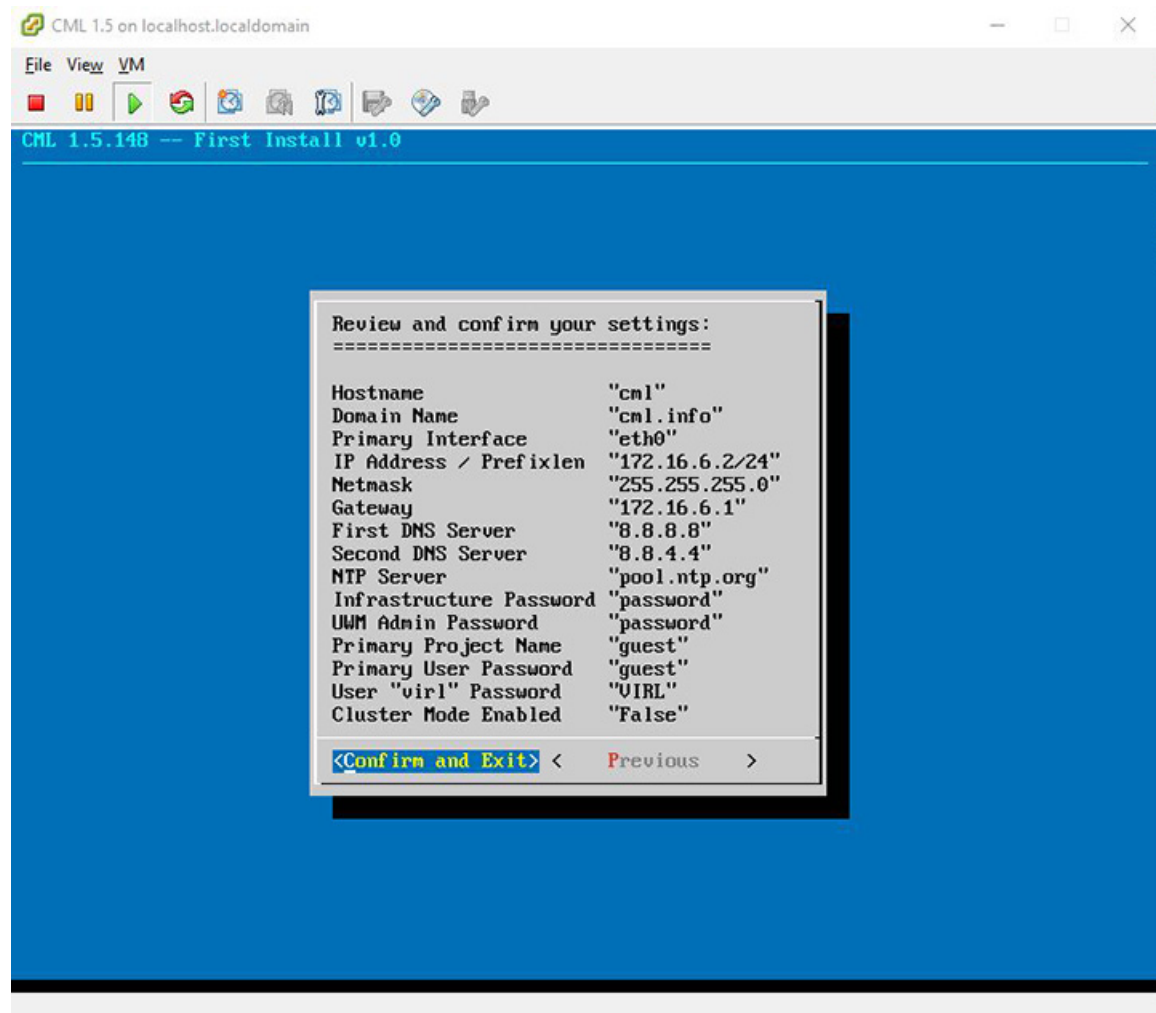 CML 1.5 on localhost.localdomain
File View VM
CML 1.5.148 -- First Install v1.0
Review and confirm your settings:
=================================
Hostname "cml"
Domain Name "cml.info"
Primary Interface "eth0"
IP Address / Prefixlen "172.16.6.2/24"
Netmask "255.255.255.0"
Gateway "172.16.6.1"
First DNS Server "8.8.8.8"
Second DNS Server "8.8.4.4"
NTP Server "pool.ntp.org"
Infrastructure Password "password"
UWM Admin Password "password"
Primary Project Name "guest"
Primary User Password "guest"
User "virl" Password "VIRL"
Cluster Mode Enabled "False"
<Confirm and Exit> < Previous >